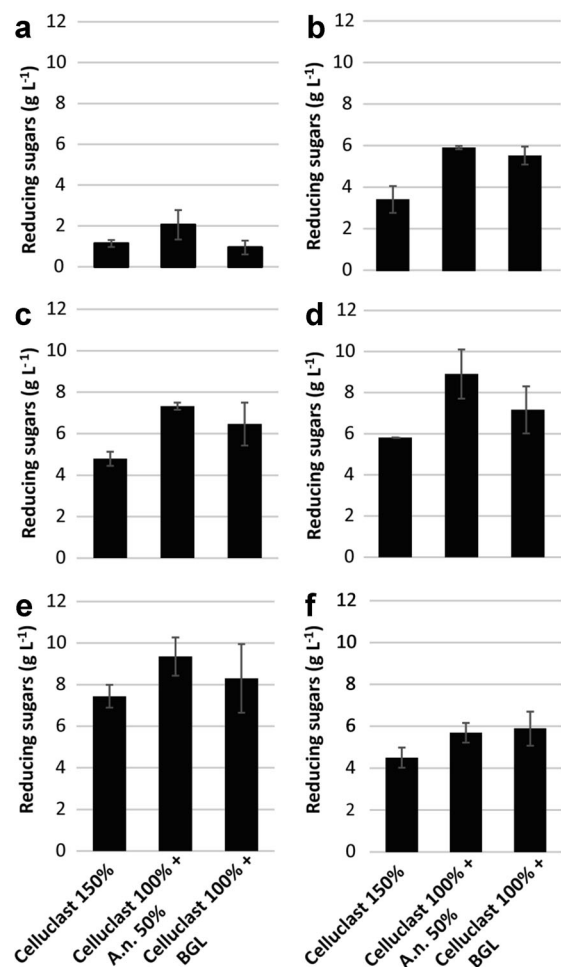 a
Reducing sugars (g L-1)
12
10
8
6
4
2
0
b
Reducing sugars (g L-1)
12
10
8
6
4
2
0
c
Reducing sugars (g L-1)
12
10
8
6
4
2
0
d
Reducing sugars (g L-1)
12
10
8
6
4
2
0
e
Reducing sugars (g L-1)
12
10
8
6
4
2
0
Celluclast 150%
Celluclast 100% +
A.n. 50%
Celluclast 100% +
BGL
f
Reducing sugars (g L-1)
12
10
8
6
4
2
0
Celluclast 150%
Celluclast 100% +
A.n. 50%
Celluclast 100% +
BGL